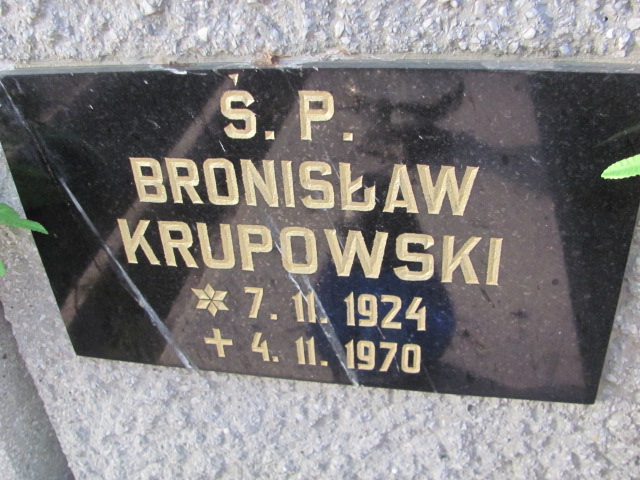 Ś. P.
BRONISŁAW
KRUPOWSKI
* 7. 11. 1924
+ 4. 11. 1970